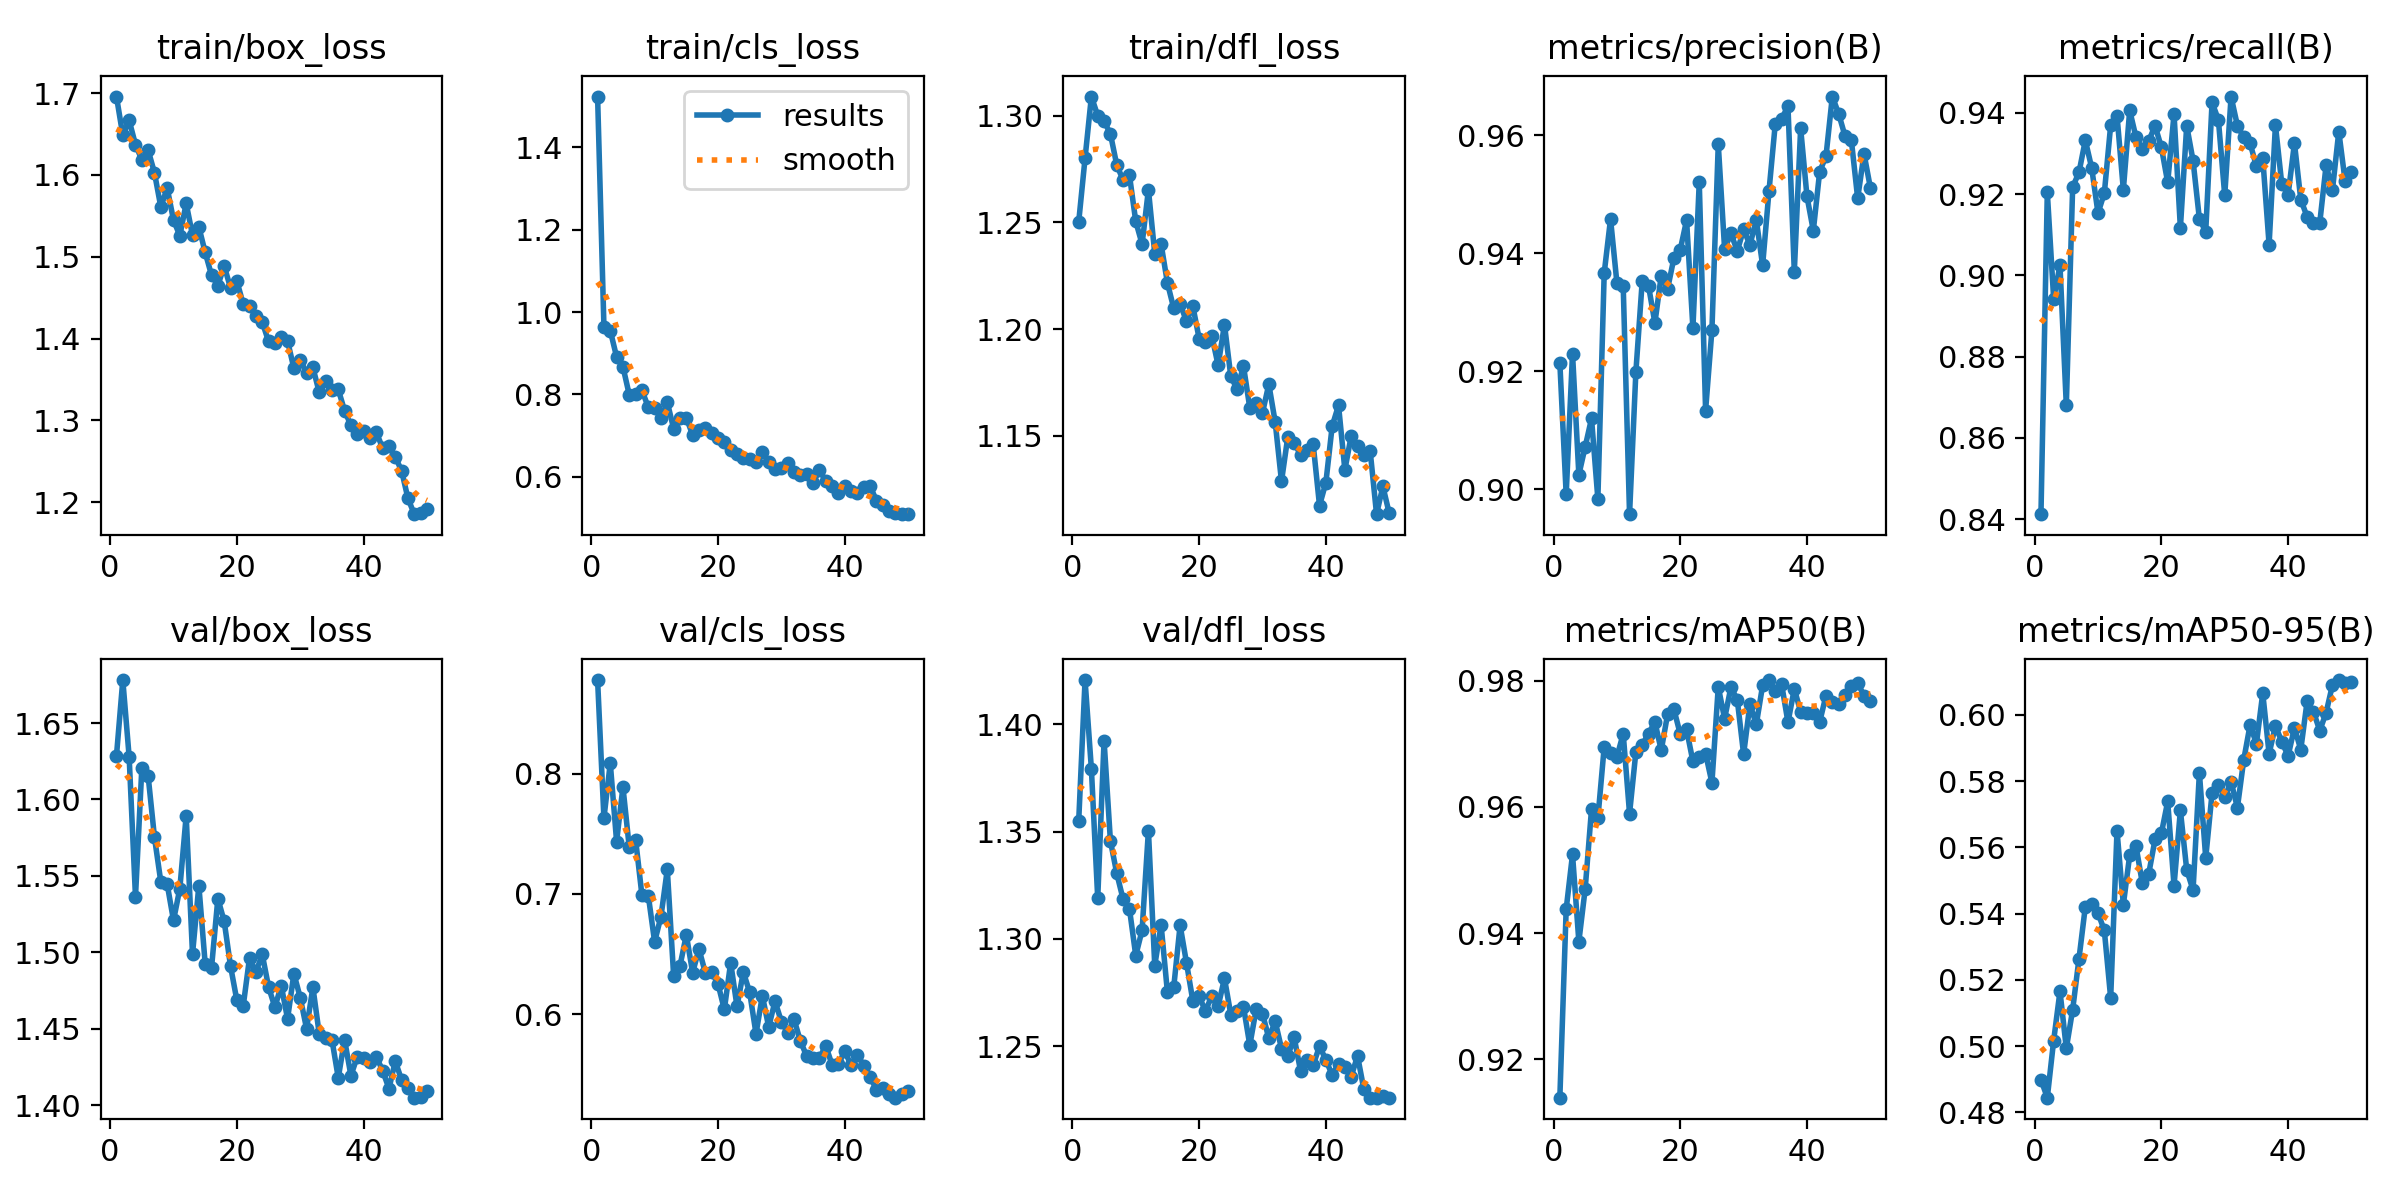 train/box_loss
1.7
1.6
1.5
1.4
1.3
1.2
0 20 40
train/cls_loss
results
smooth
1.4
1.2
1.0
0.8
0.6
0 20 40
train/dfl_loss
1.30
1.25
1.20
1.15
0 20 40
metrics/precision(B)
0.96
0.94
0.92
0.90
0 20 40
metrics/recall(B)
0.94
0.92
0.90
0.88
0.86
0.84
0 20 40
val/box_loss
1.65
1.60
1.55
1.50
1.45
1.40
0 20 40
val/cls_loss
0.8
0.7
0.6
0 20 40
val/dfl_loss
1.40
1.35
1.30
1.25
0 20 40
metrics/mAP50(B)
0.98
0.96
0.94
0.92
0 20 40
metrics/mAP50-95(B)
0.60
0.58
0.56
0.54
0.52
0.50
0.48
0 20 40